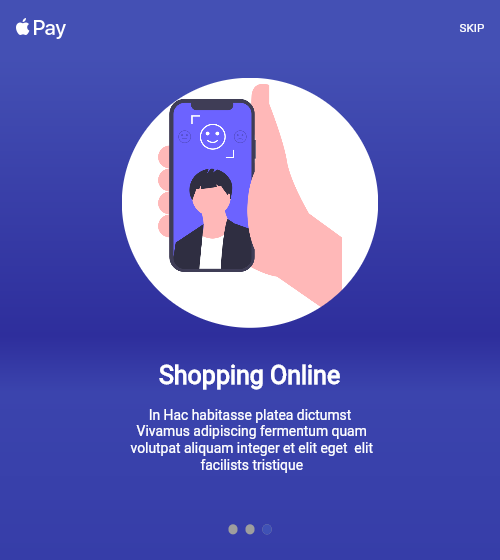 Pay
SKIP
Shopping Online
In Hac habitasse platea dictumst
Vivamus adipiscing fermentum quam
volutpat aliquam integer et elit eget  elit
facilists tristique